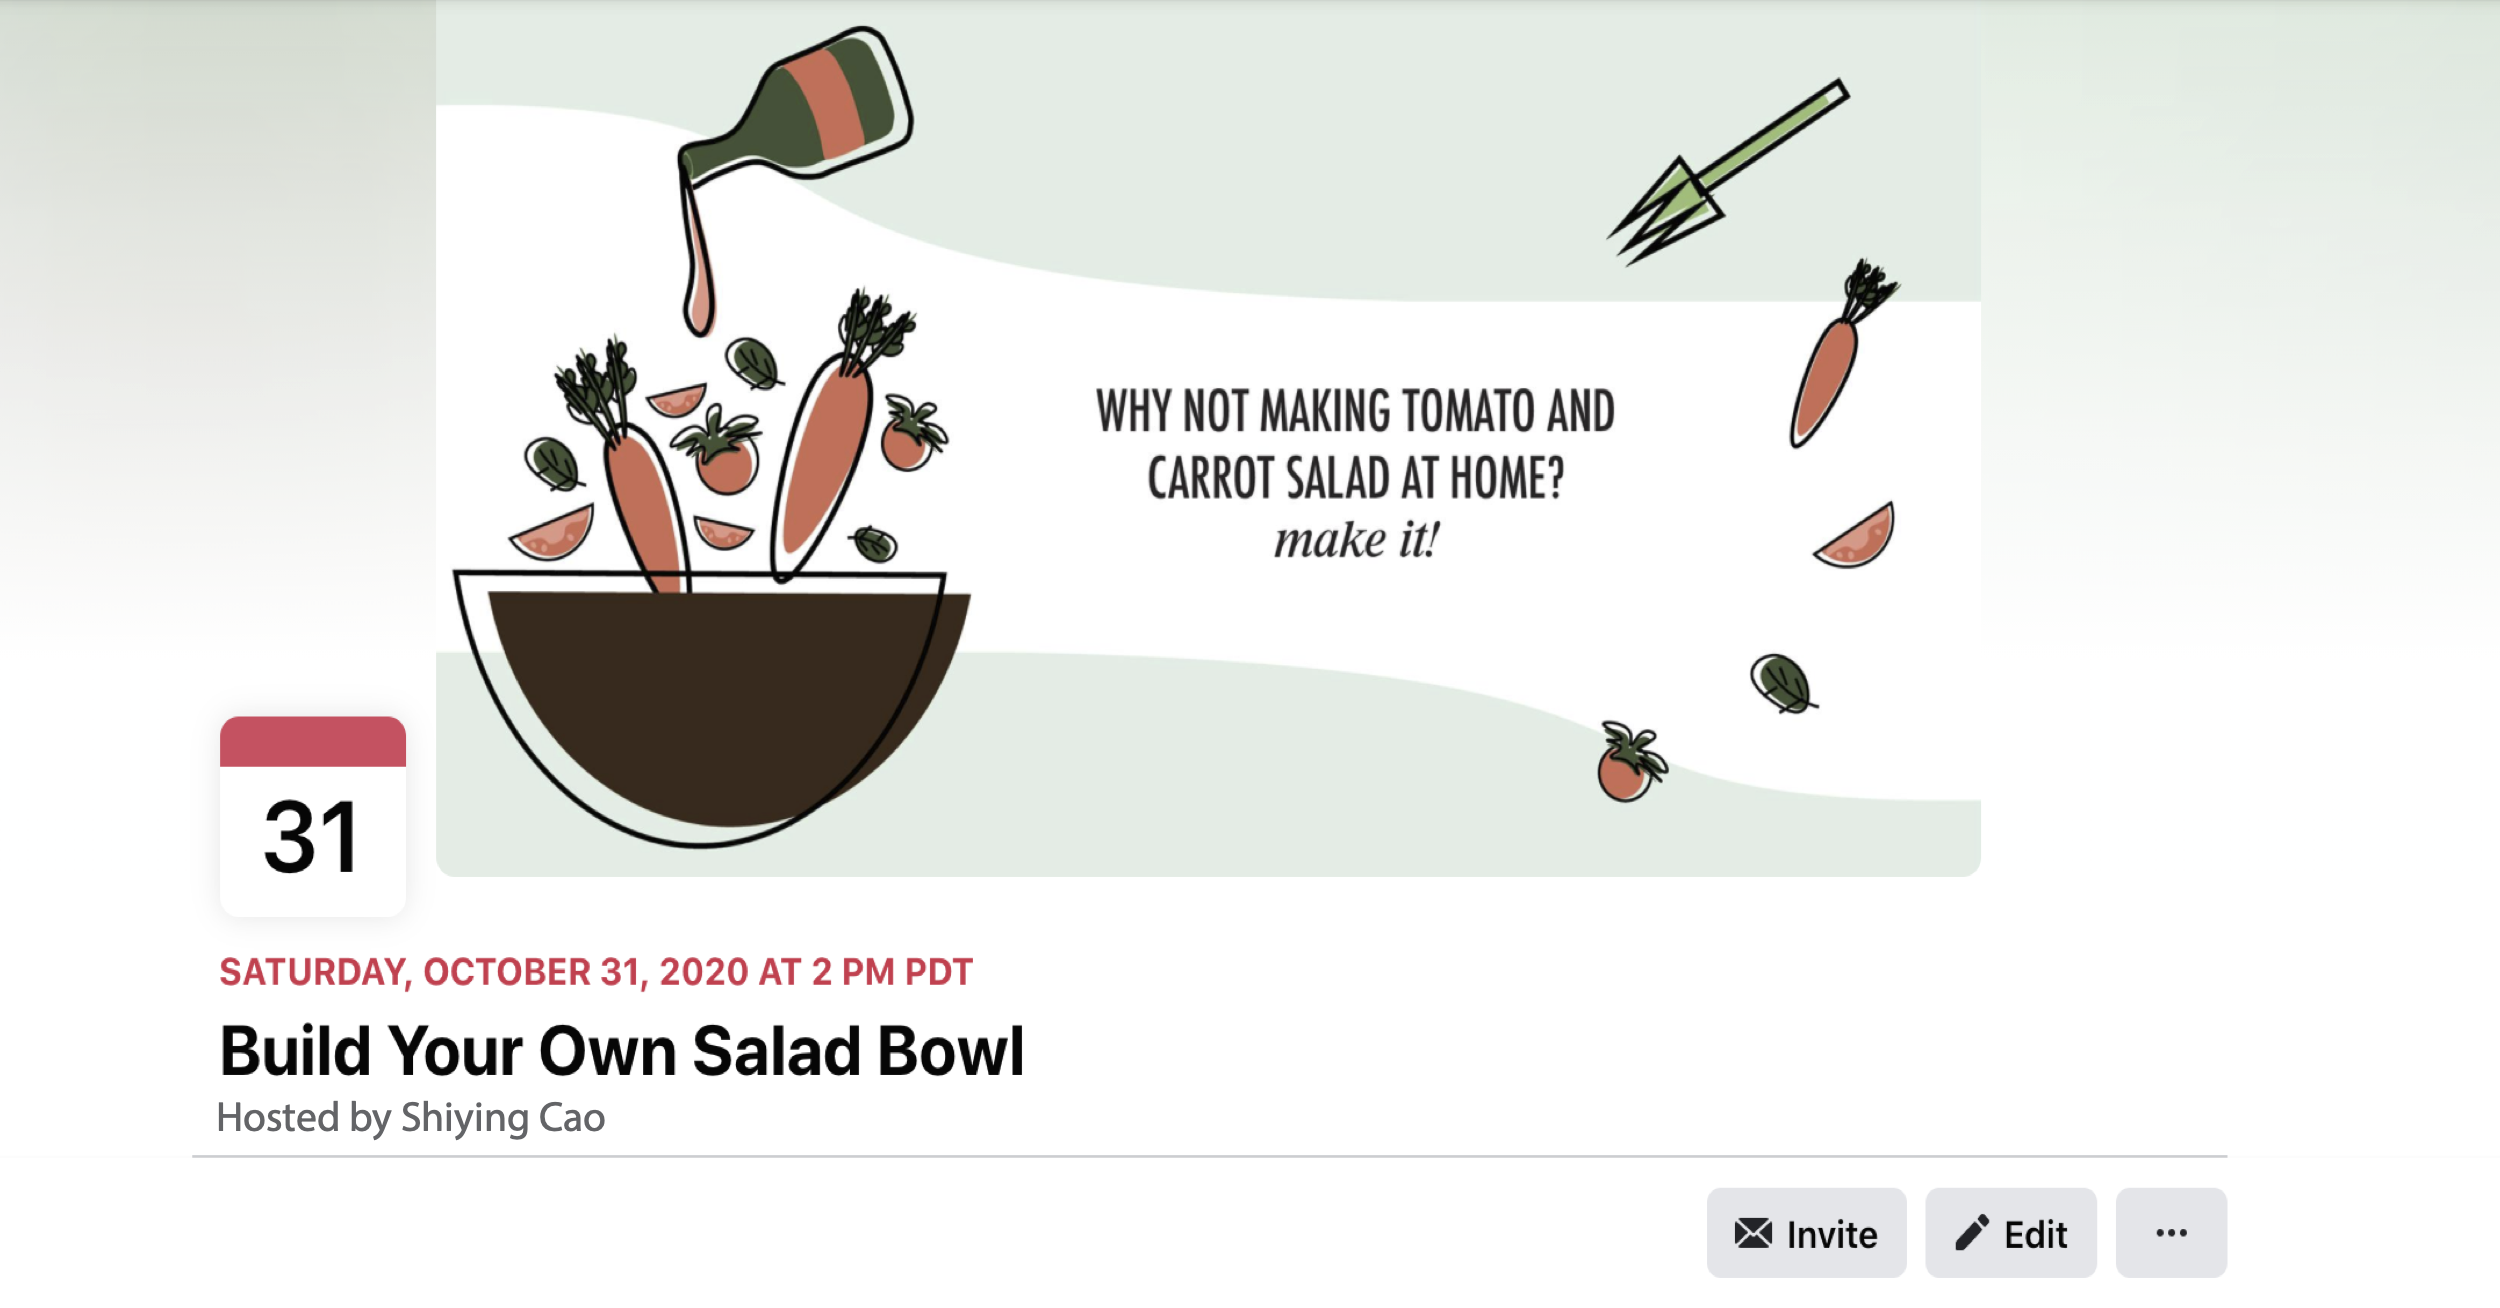 WHY NOT MAKING TOMATO AND
CARROT SALAD AT HOME?
make it!
31
SATURDAY, OCTOBER 31, 2020 AT 2 PM PDT
Build Your Own Salad Bowl
Hosted by Shiying Cao
Invite
Edit